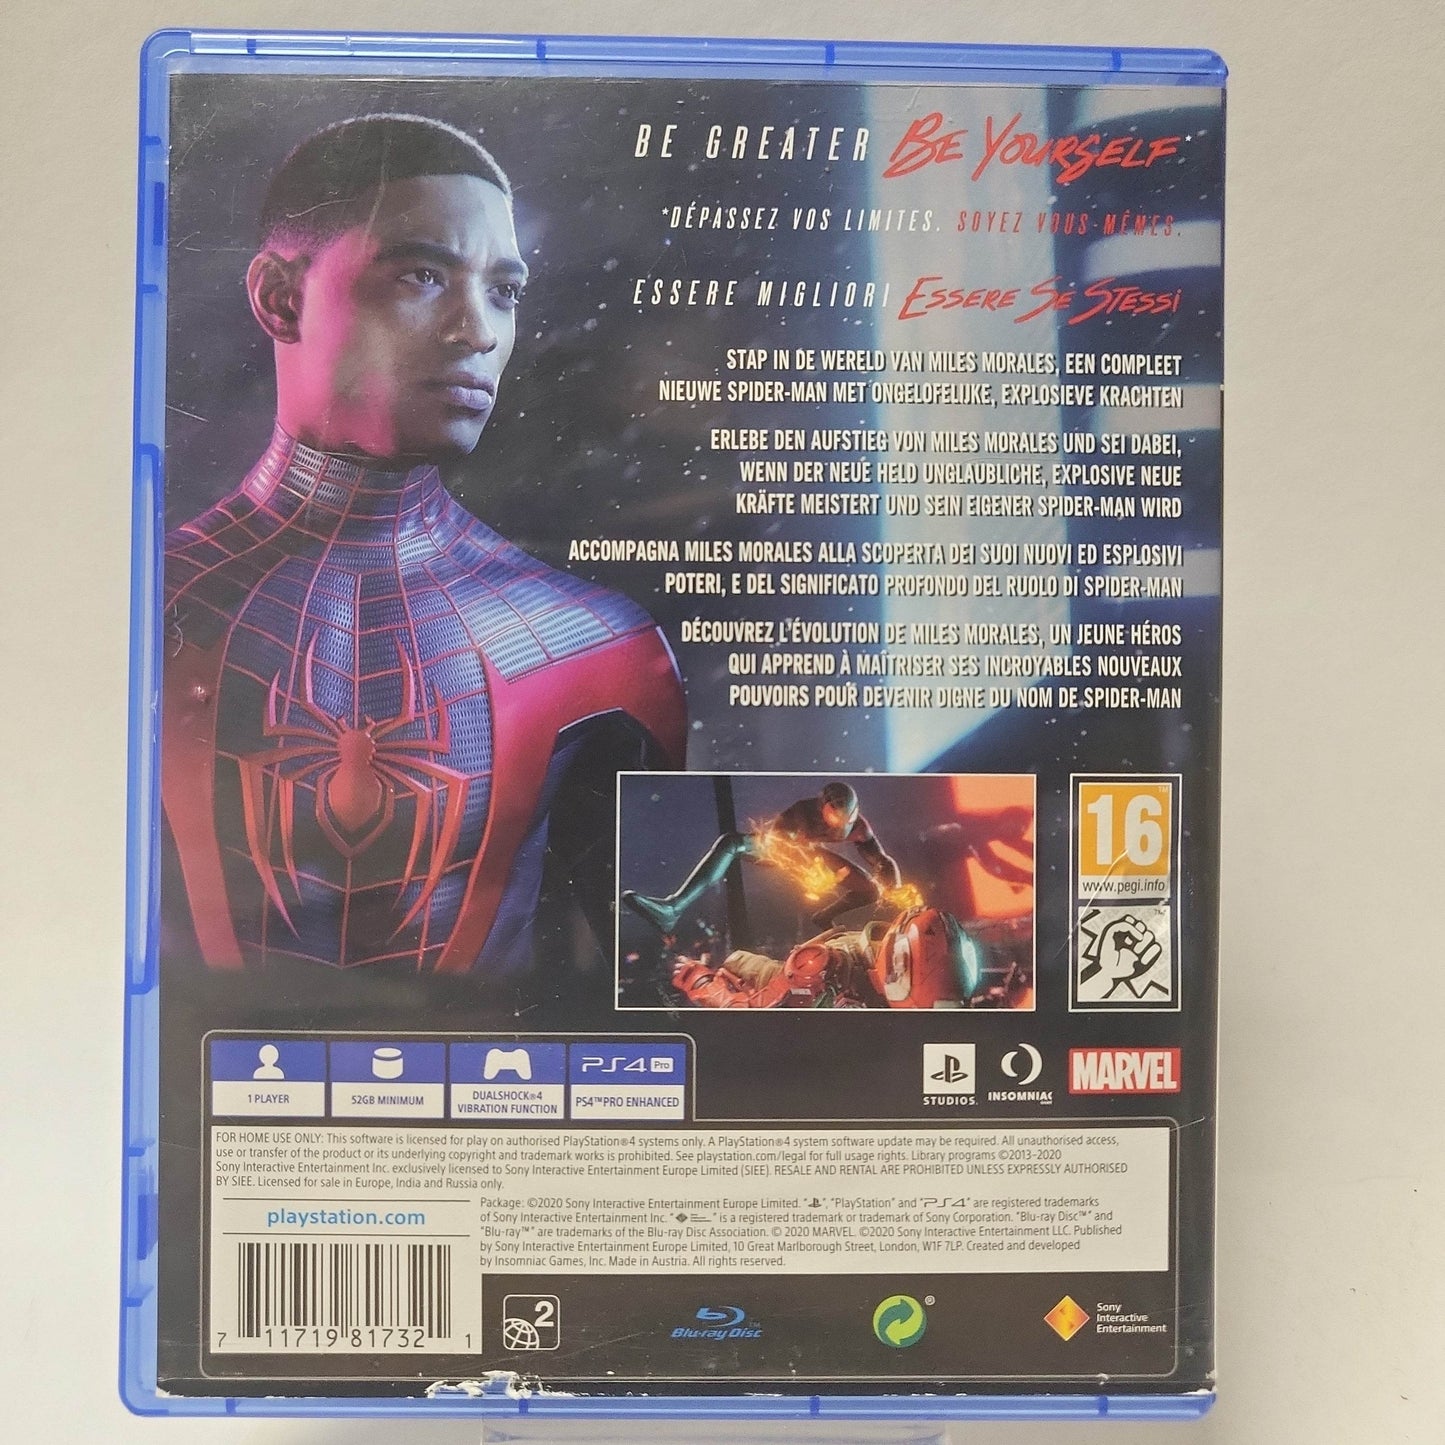 BE GREATER BE YOURSELF*
*DÉPASSEZ VOS LIMITES. SOYEZ VOUS-MÊMES.
ESSERE MIGLIORI ESSERE SE STESSI
STAP IN DE WERELD VAN MILES MORALES, EEN COMPLEET
NIEUWE SPIDER-MAN MET ONGELOFELIJKE, EXPLOSIEVE KRACHTEN
ERLEBE DEN AUFSTIEG VON MILES MORALES UND SEI DABEI,
WENN DER NEUE HELD UNGLAUBLICHE, EXPLOSIVE NEUE
KRÄFTE MEISTERT UND SEIN EIGENER SPIDER-MAN WIRD
ACCOMPAGNA MILES MORALES ALLA SCOPERTA DEI SUOI NUOVI ED ESPLOSIVI
POTERI, E DEL SIGNIFICATO PROFONDO DEL RUOLO DI SPIDER-MAN
DÉCOUVREZ L'ÉVOLUTION DE MILES MORALES, UN JEUNE HÉROS
QUI APPREND À MAÎTRISER SES INCROYABLES NOUVEAUX
POUVOIRS POUR DEVENIR DIGNE DU NOM DE SPIDER-MAN
16™
www.pegi.info
™
PS4 Pro
1 PLAYER
52GB MINIMUM
DUALSHOCK®4
VIBRATION FUNCTION
PS4™PRO ENHANCED
STUDIOS.
INSOMNIAC
GAMES
MARVEL
FOR HOME USE ONLY: This software is licensed for play on authorised PlayStation®4 systems only. A PlayStation®4 system software update may be required. All unauthorised access,
use or transfer of the product or its underlying copyright and trademark works is prohibited. See playstation.com/legal for full usage rights. Library programs ©2013-2020
Sony Interactive Entertainment Inc. exclusively licensed to Sony Interactive Entertainment Europe Limited (SIEE). RESALE AND RENTAL ARE PROHIBITED UNLESS EXPRESSLY AUTHORISED
BY SIEE. Licensed for sale in Europe, India and Russia only.
playstation.com
Package: ©2020 Sony Interactive Entertainment Europe Limited. " ", "PlayStation" and "PS4" are registered trademarks
of Sony Interactive Entertainment Inc. " " is a registered trademark or trademark of Sony Corporation. "Blu-ray Disc™" and
"Blu-ray™" are trademarks of the Blu-ray Disc Association. © 2020 MARVEL. ©2020 Sony Interactive Entertainment LLC. Published
by Sony Interactive Entertainment Europe Limited, 10 Great Marlborough Street, London, W1F 7LP. Created and developed
by Insomniac Games, Inc. Made in Austria. All rights reserved.
7 11719 81732 1
2
Blu-ray Disc™
®
Sony
Interactive
Entertainment